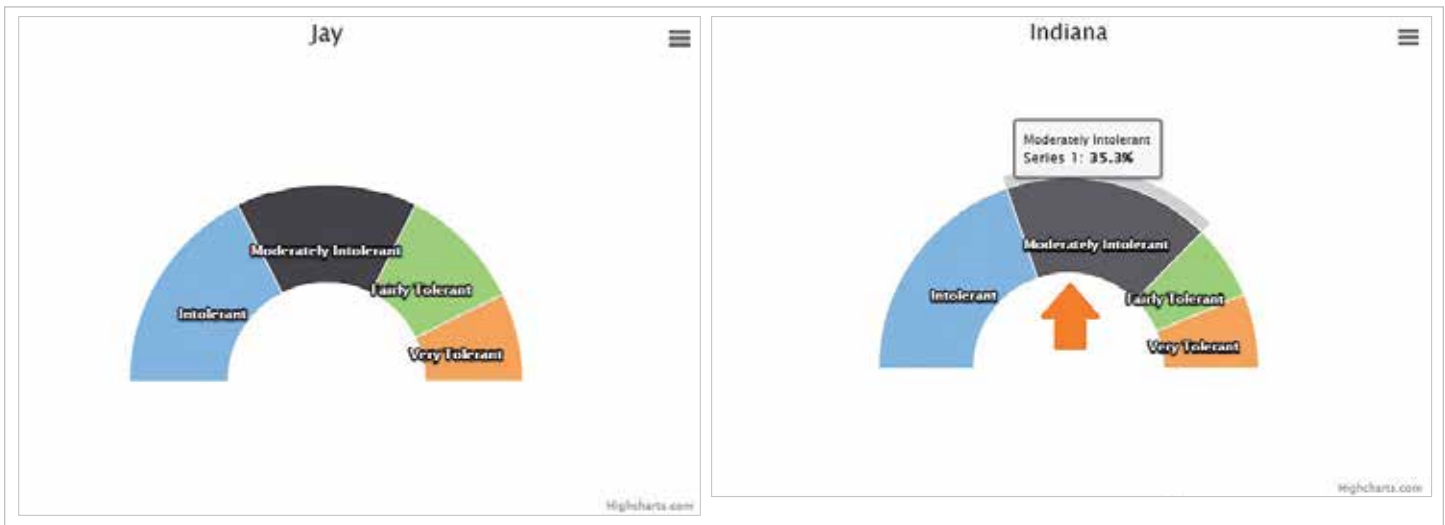 Jay
Moderately Intolerant
Fairly Tolerant
Intolerant
Very Tolerant
Highcharts.com
Indiana
Moderately Intolerant
Series 1: 35.3%
Moderately Intolerant
Intolerant
Fairly Tolerant
Very Tolerant
Highcharts.com